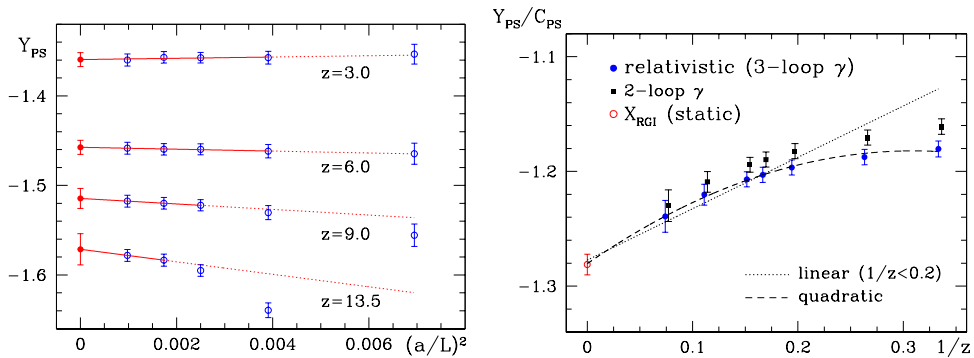 Y_PS
−1.4
−1.5
−1.6
z=3.0
z=6.0
z=9.0
z=13.5
0 0.002 0.004 0.006 (a/L)²
Y_PS/C_PS
−1.1
−1.2
−1.3
relativistic (3-loop γ)
2-loop γ
X_RGI (static)
linear (1/z<0.2)
quadratic
0 0.1 0.2 0.3 1/z